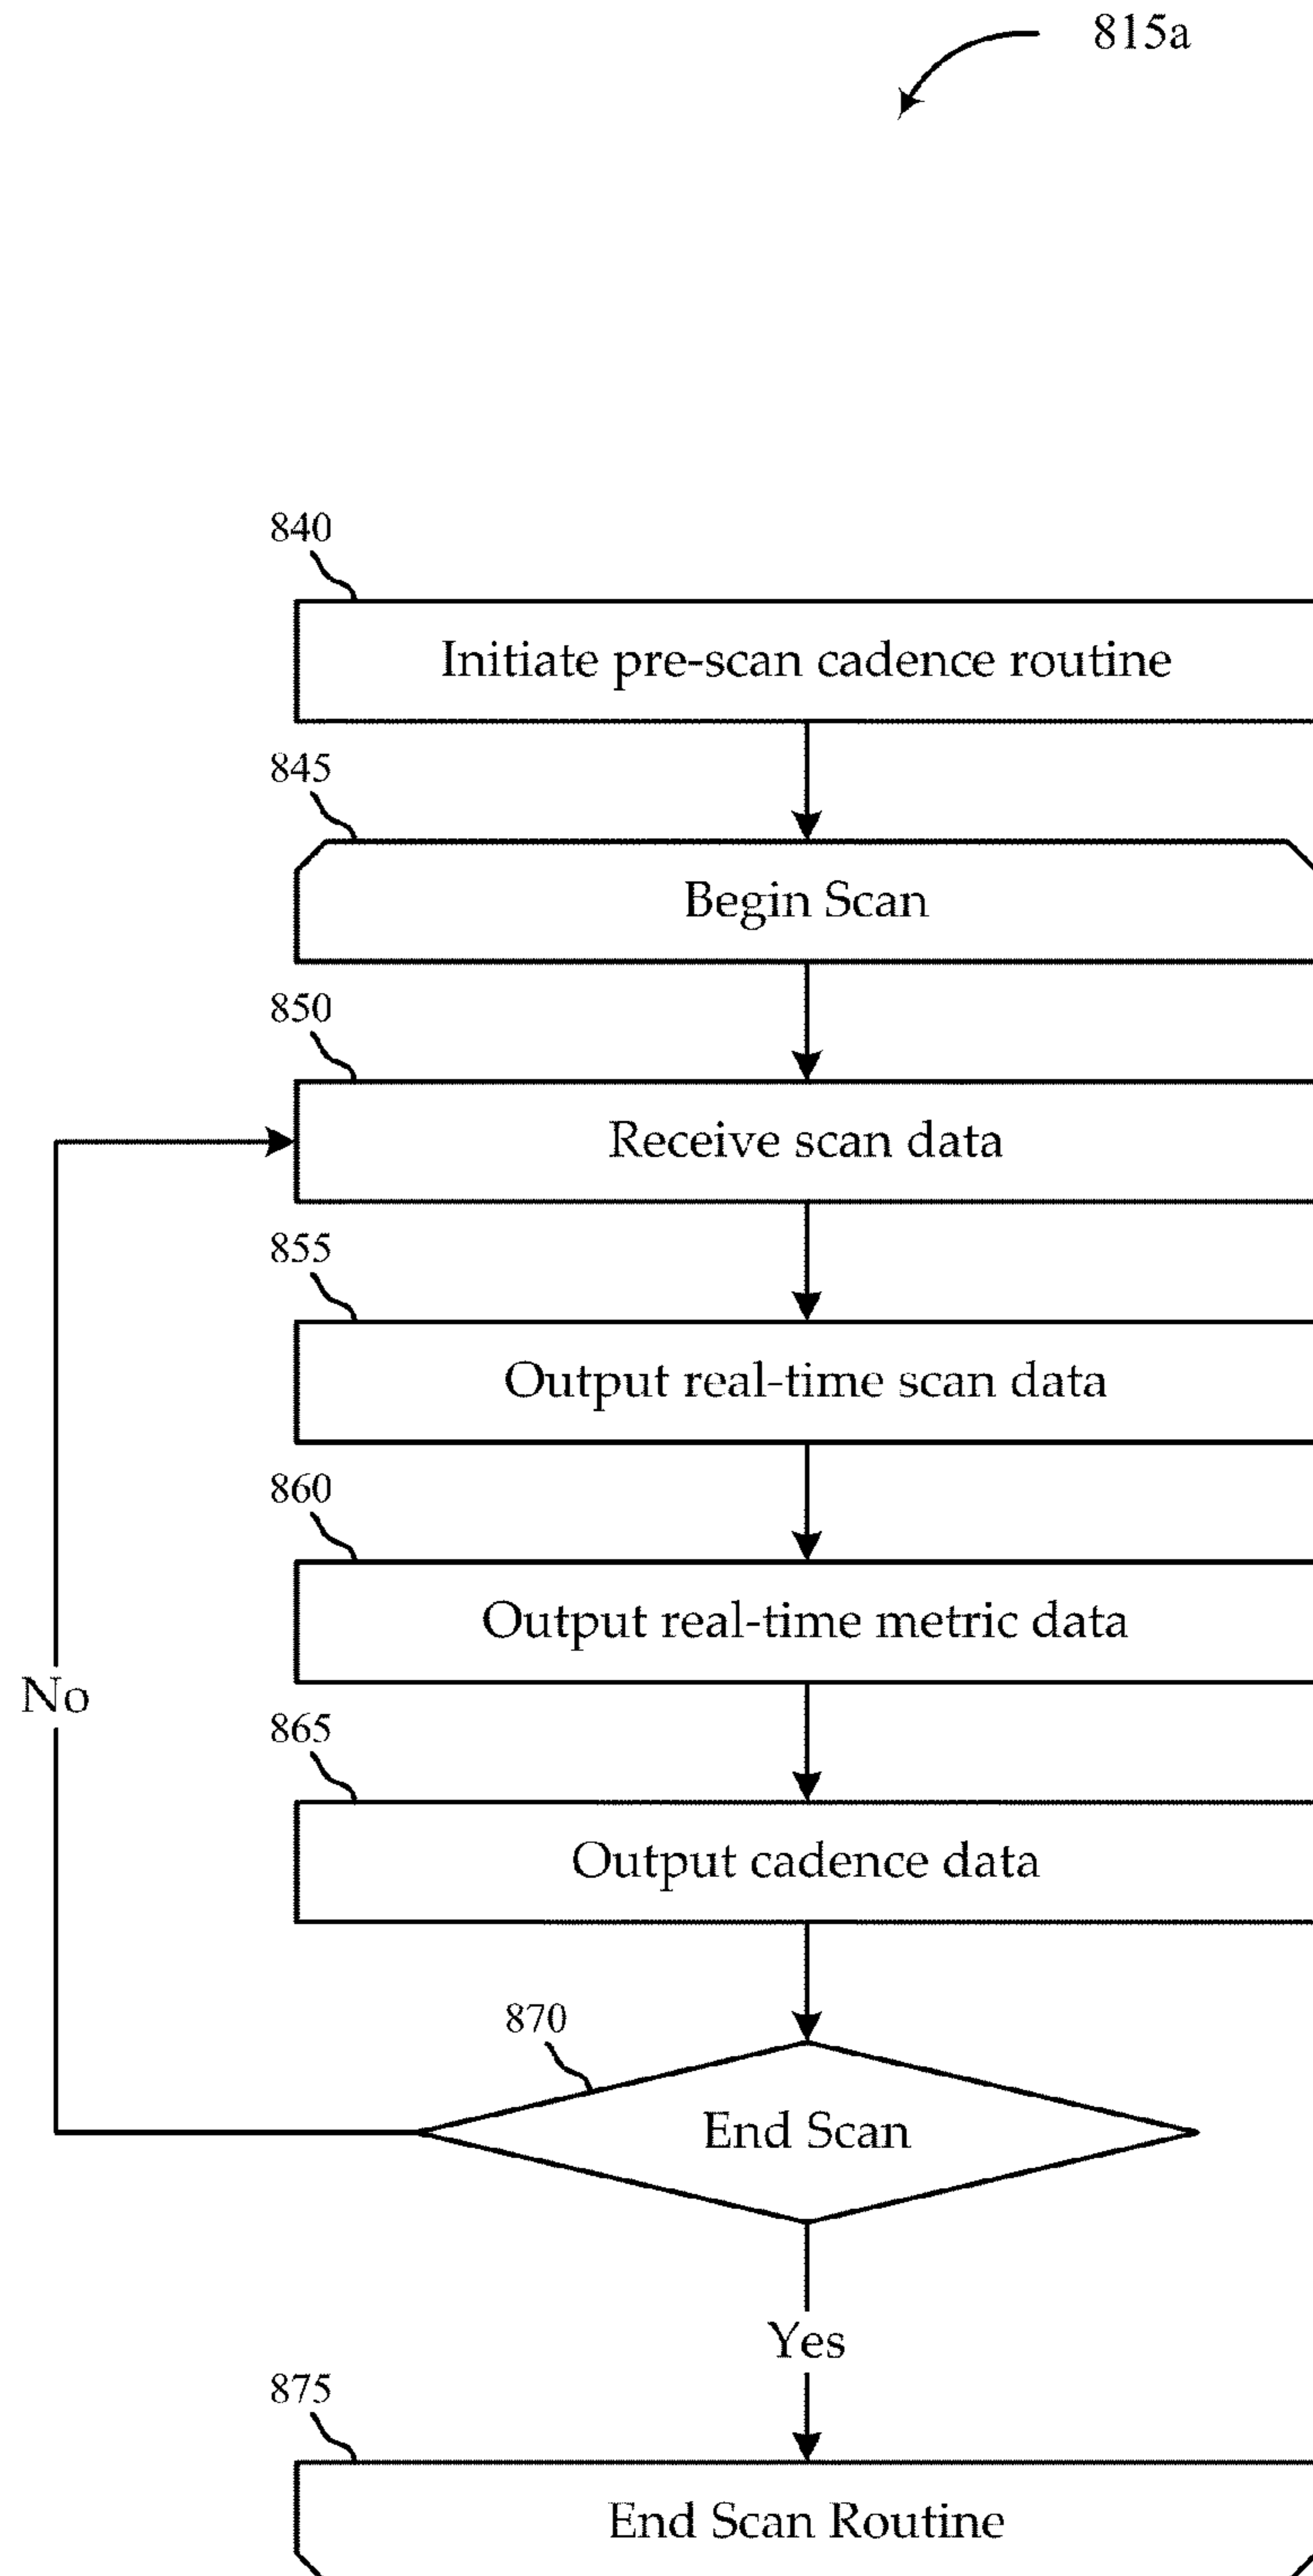 815a
840
Initiate pre-scan cadence routine
845
Begin Scan
850
Receive scan data
855
Output real-time scan data
860
Output real-time metric data
No
865
Output cadence data
870
End Scan
Yes
875
End Scan Routine